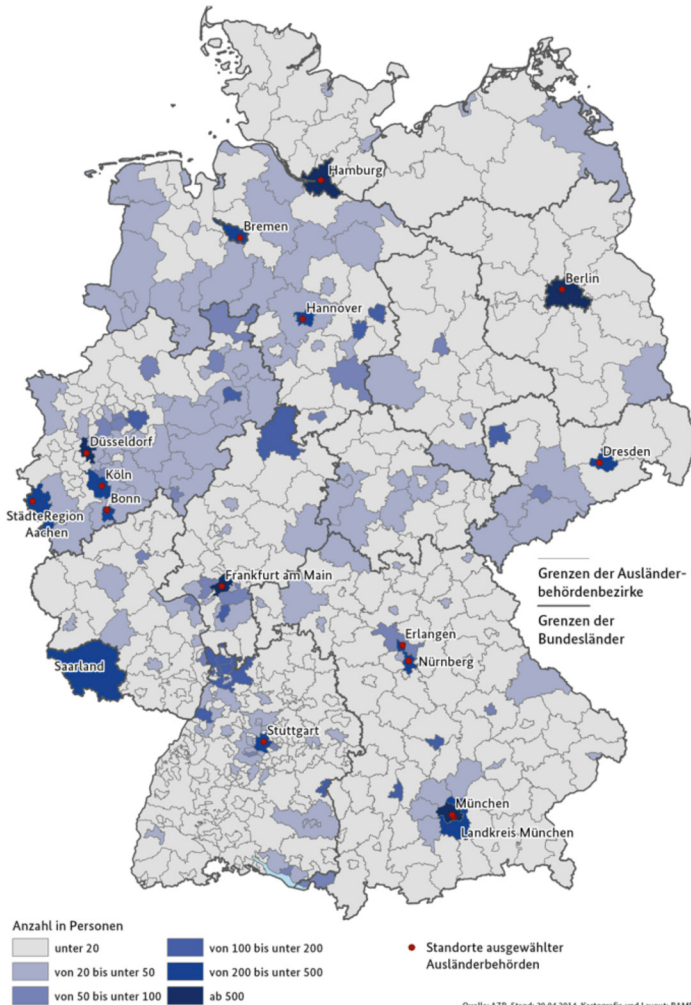 Hamburg
Bremen
Berlin
Hannover
Düsseldorf
Dresden
Köln
Bonn
StädteRegion
Aachen
Grenzen der Ausländer-
behördenbezirke
Frankfurt am Main
Grenzen der
Bundesländer
Erlangen
Saarland
Nürnberg
Stuttgart
München
Landkreis München
Anzahl in Personen
unter 20
von 20 bis unter 50
von 50 bis unter 100
von 100 bis unter 200
von 200 bis unter 500
ab 500
Standorte ausgewählter
Ausländerbehörden